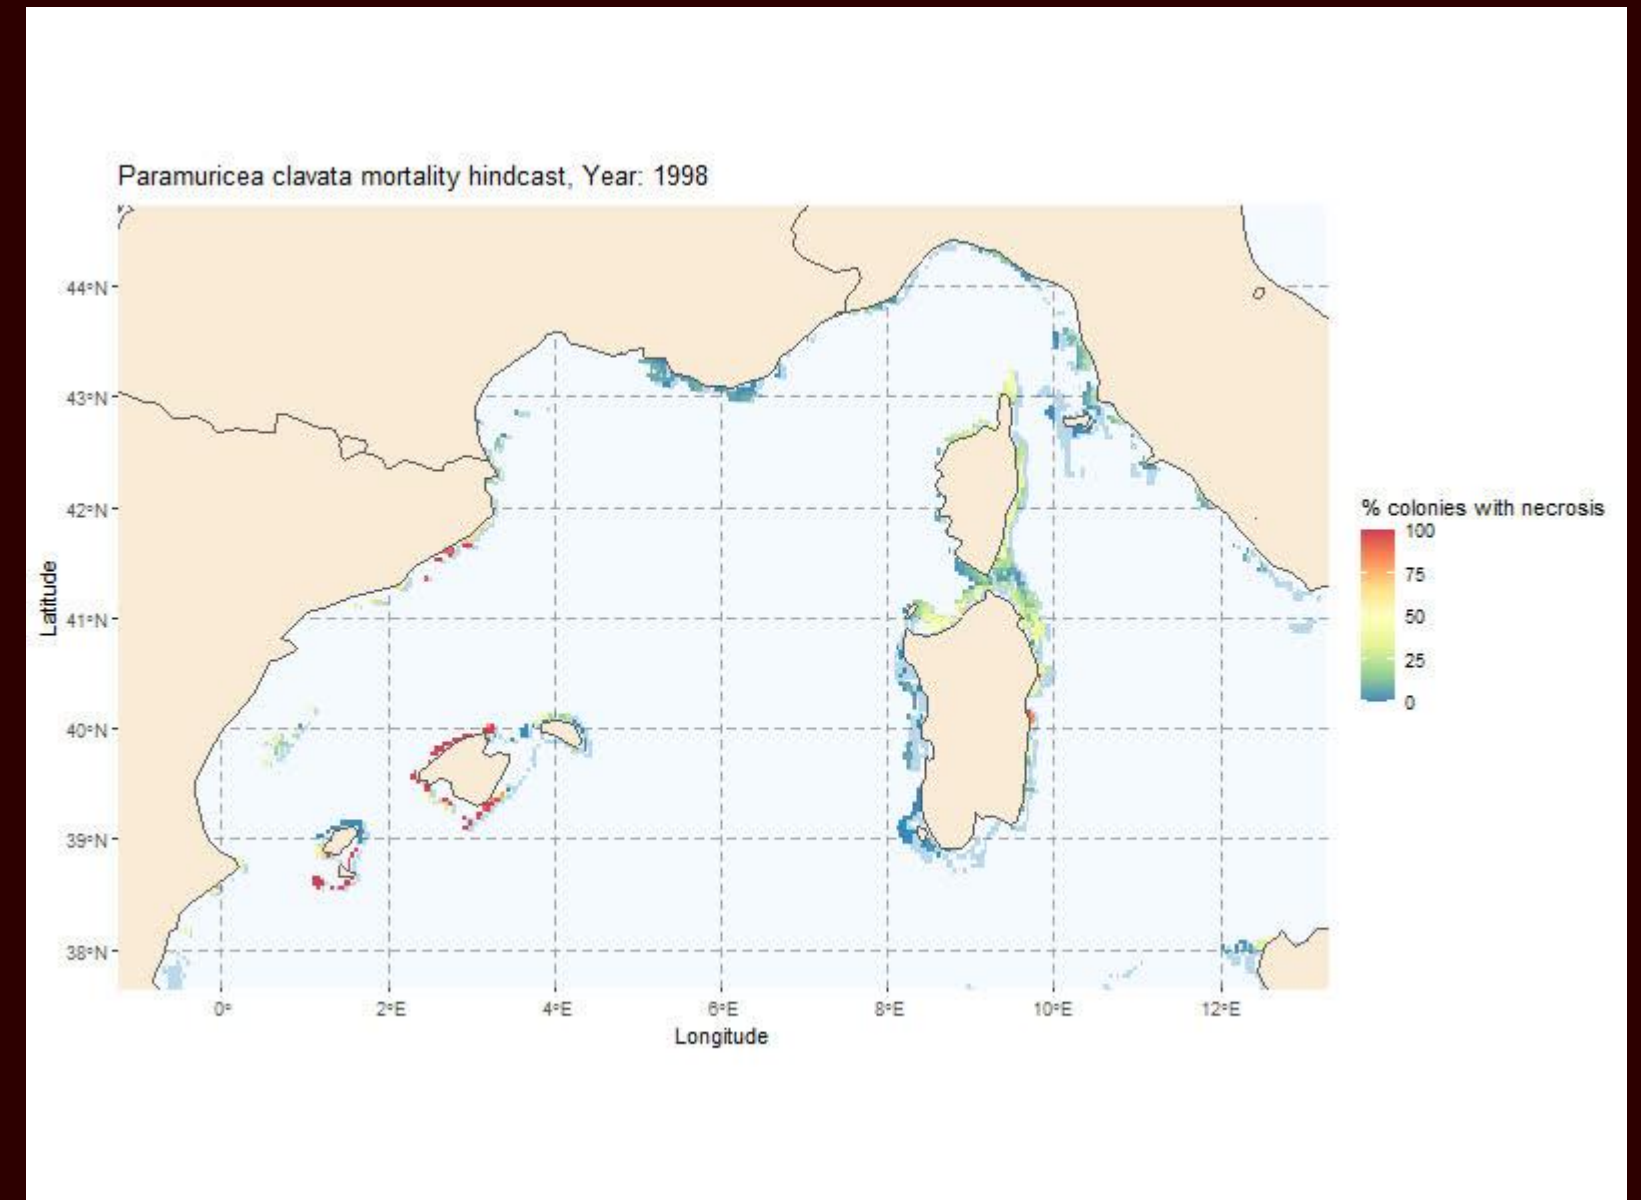 Paramuricea clavata mortality hindcast, Year: 1998
44°N
43°N
42°N
41°N
40°N
39°N
38°N
Latitude
0°
2°E
4°E
6°E
8°E
10°E
12°E
Longitude
% colonies with necrosis
100
75
50
25
0